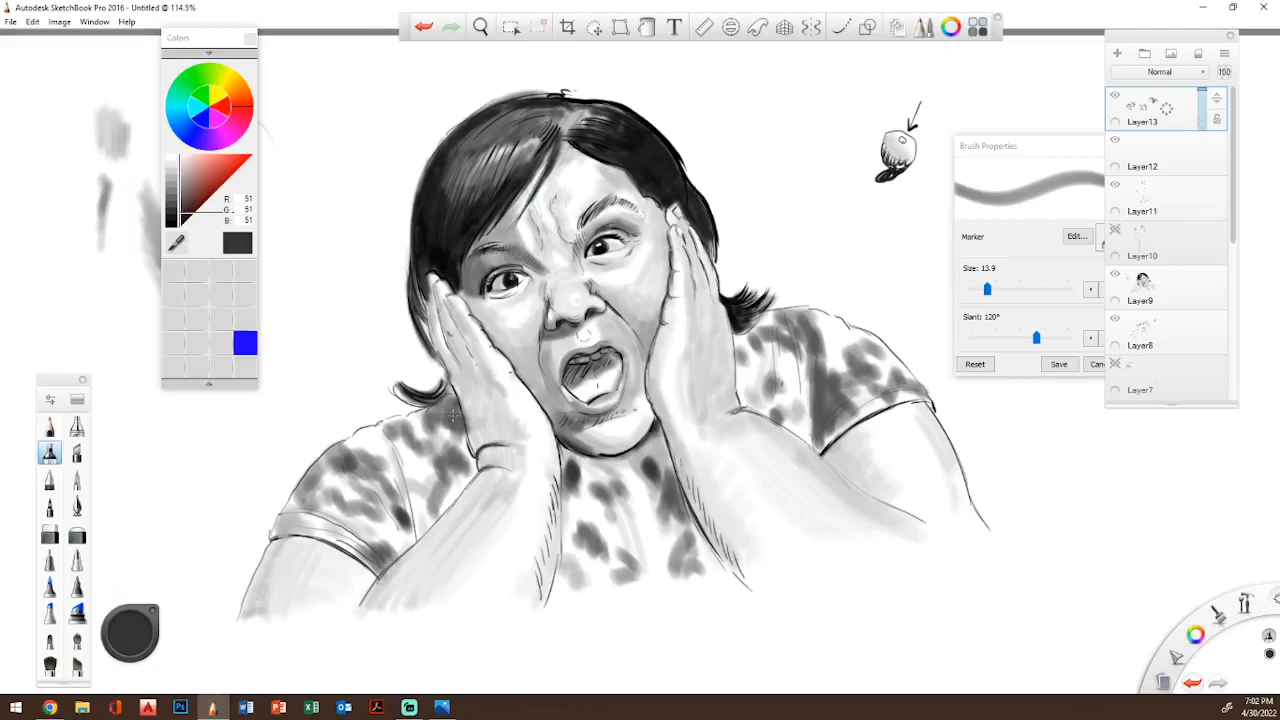 Autodesk SketchBook Pro 2016 - Untitled @ 114.5%
File Edit Image Window Help
Colors
R: 51
G: 51
B: 51
Normal
100
Layer13
Layer12
Layer11
Layer10
Layer9
Layer8
Layer7
Brush Properties
Marker
Edit...
Size: 13.9
Slant: 120°
Reset
Save
Can
7:02 PM
4/30/2022